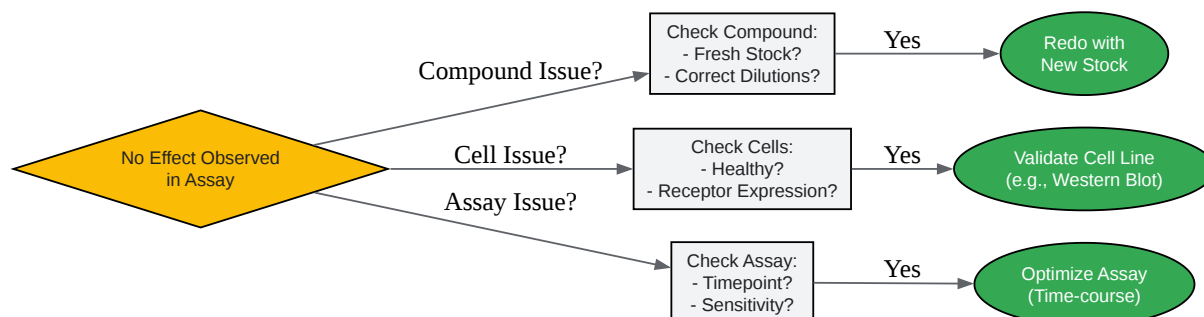 No Effect Observed
in Assay
Compound Issue?
Check Compound:
- Fresh Stock?
- Correct Dilutions?
Yes
Redo with
New Stock
Cell Issue?
Check Cells:
- Healthy?
- Receptor Expression?
Yes
Validate Cell Line
(e.g., Western Blot)
Assay Issue?
Check Assay:
- Timepoint?
- Sensitivity?
Yes
Optimize Assay
(Time-course)